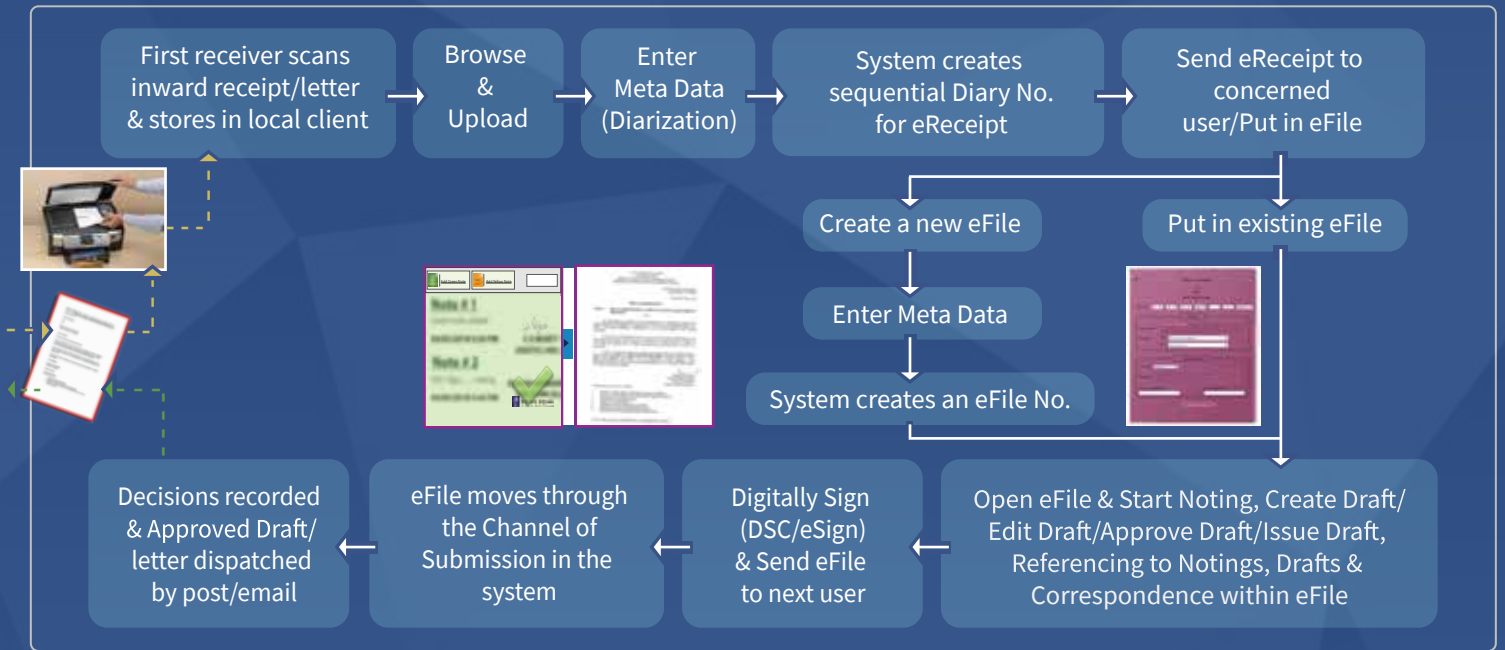 First receiver scans
inward receipt/letter
& stores in local client
Browse
&
Upload
Enter
Meta Data
(Diarization)
System creates
sequential Diary No.
for eReceipt
Send eReceipt to
concerned
user/Put in eFile
Create a new eFile
Put in existing eFile
Enter Meta Data
System creates an eFile No.
Note # 1
Note # 2
Open eFile & Start Noting, Create Draft/
Edit Draft/Approve Draft/Issue Draft,
Referencing to Notings, Drafts &
Correspondence within eFile
Digitally Sign
(DSC/eSign)
& Send eFile
to next user
eFile moves through
the Channel of
Submission in the
system
Decisions recorded
& Approved Draft/
letter dispatched
by post/email